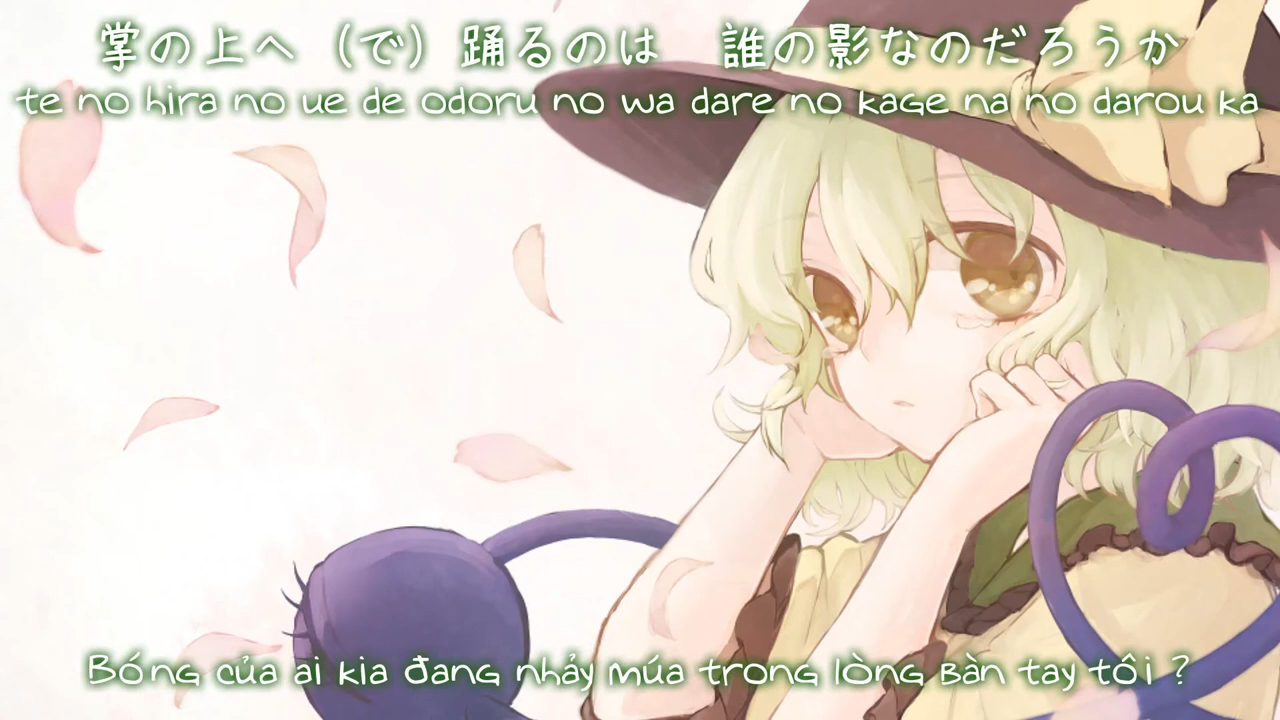 掌の上へ（で）踊るのは　誰の影なのだろうか
te no hira no ue de odoru no wa dare no kage na no darou ka
Bóng của ai kia đang nhảy múa trong lòng bàn tay tôi ?